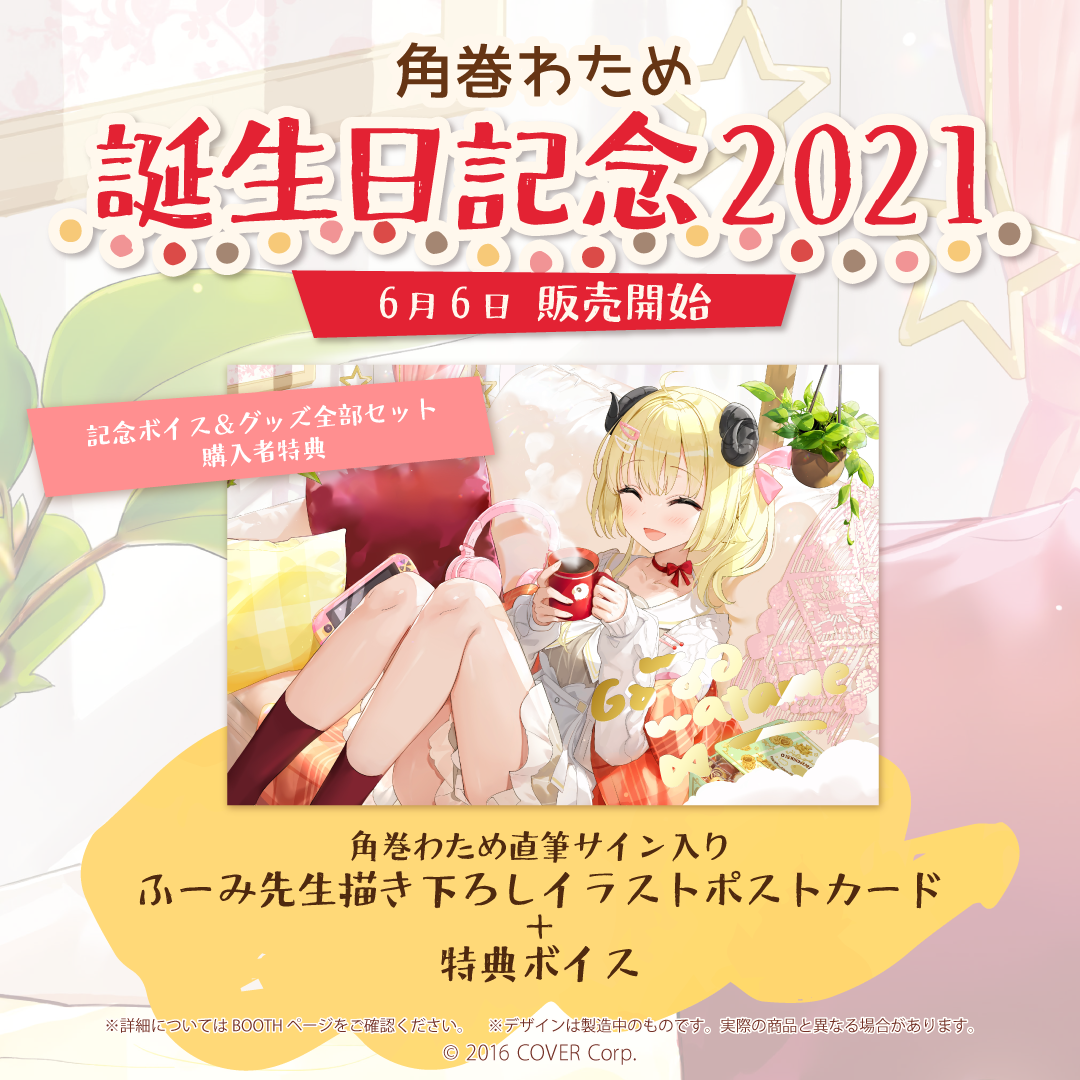 角巻わため
誕生日記念2021
6月6日 販売開始
記念ボイス&グッズ全部セット
購入者特典
角巻わため直筆サイン入り
ふーみ先生描き下ろしイラストポストカード
+
特典ボイス
※詳細については BOOTH ページをご確認ください。 ※デザインは製造中のものです。実際の商品と異なる場合があります。
© 2016 COVER Corp.